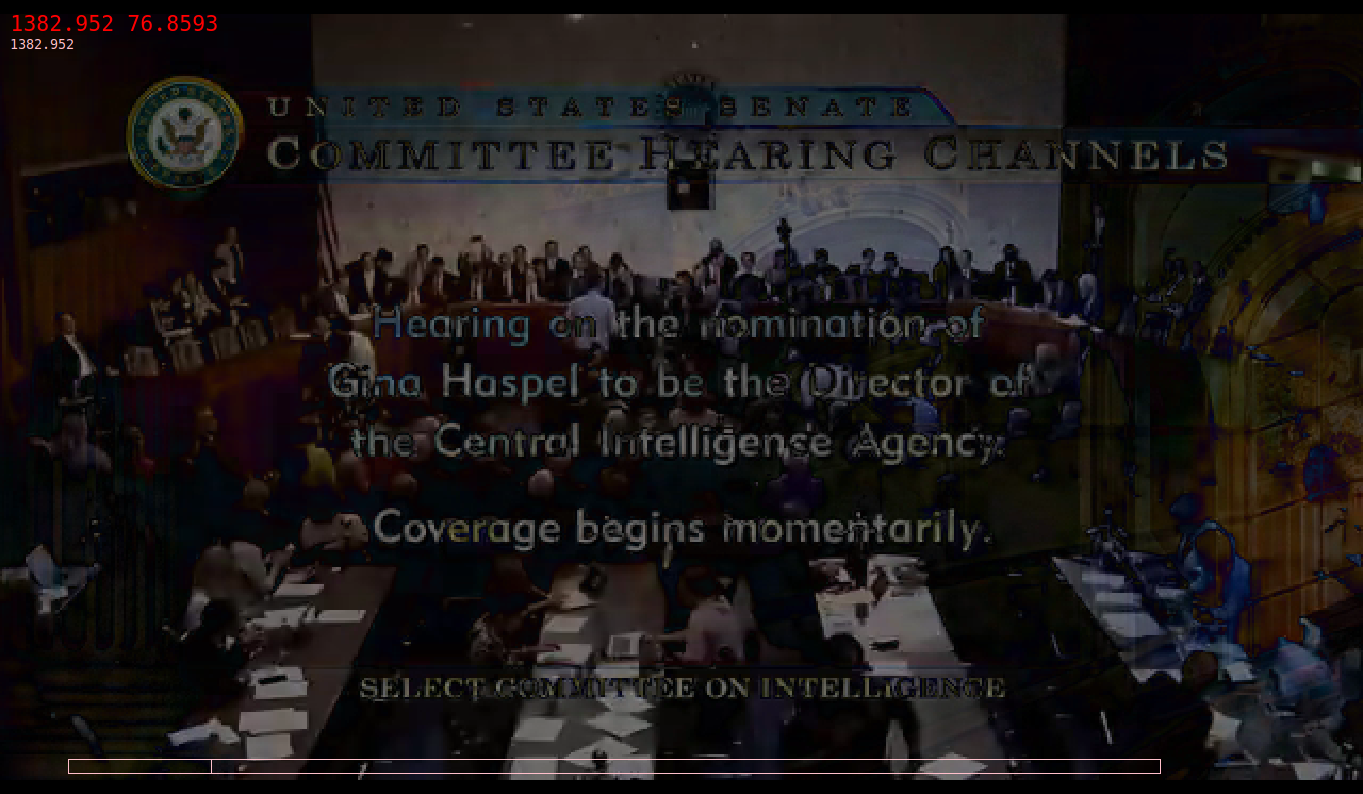 1382.952 76.8593
1382.952
UNITED STATES SENATE
COMMITTEE HEARING CHANNELS
Hearing on the nomination of
Gina Haspel to be the Director of
the Central Intelligence Agency.
Coverage begins momentarily.
SELECT COMMITTEE ON INTELLIGENCE